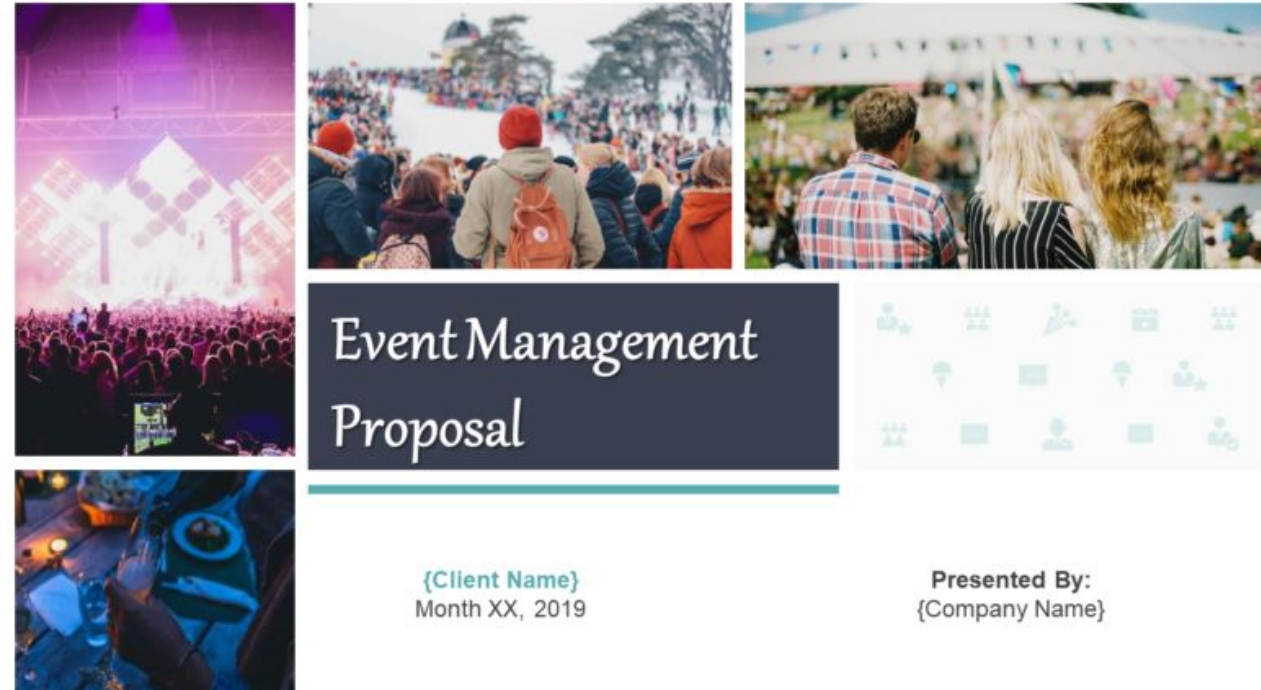 Event Management
Proposal
{Client Name}
Month XX, 2019
Presented By:
{Company Name}